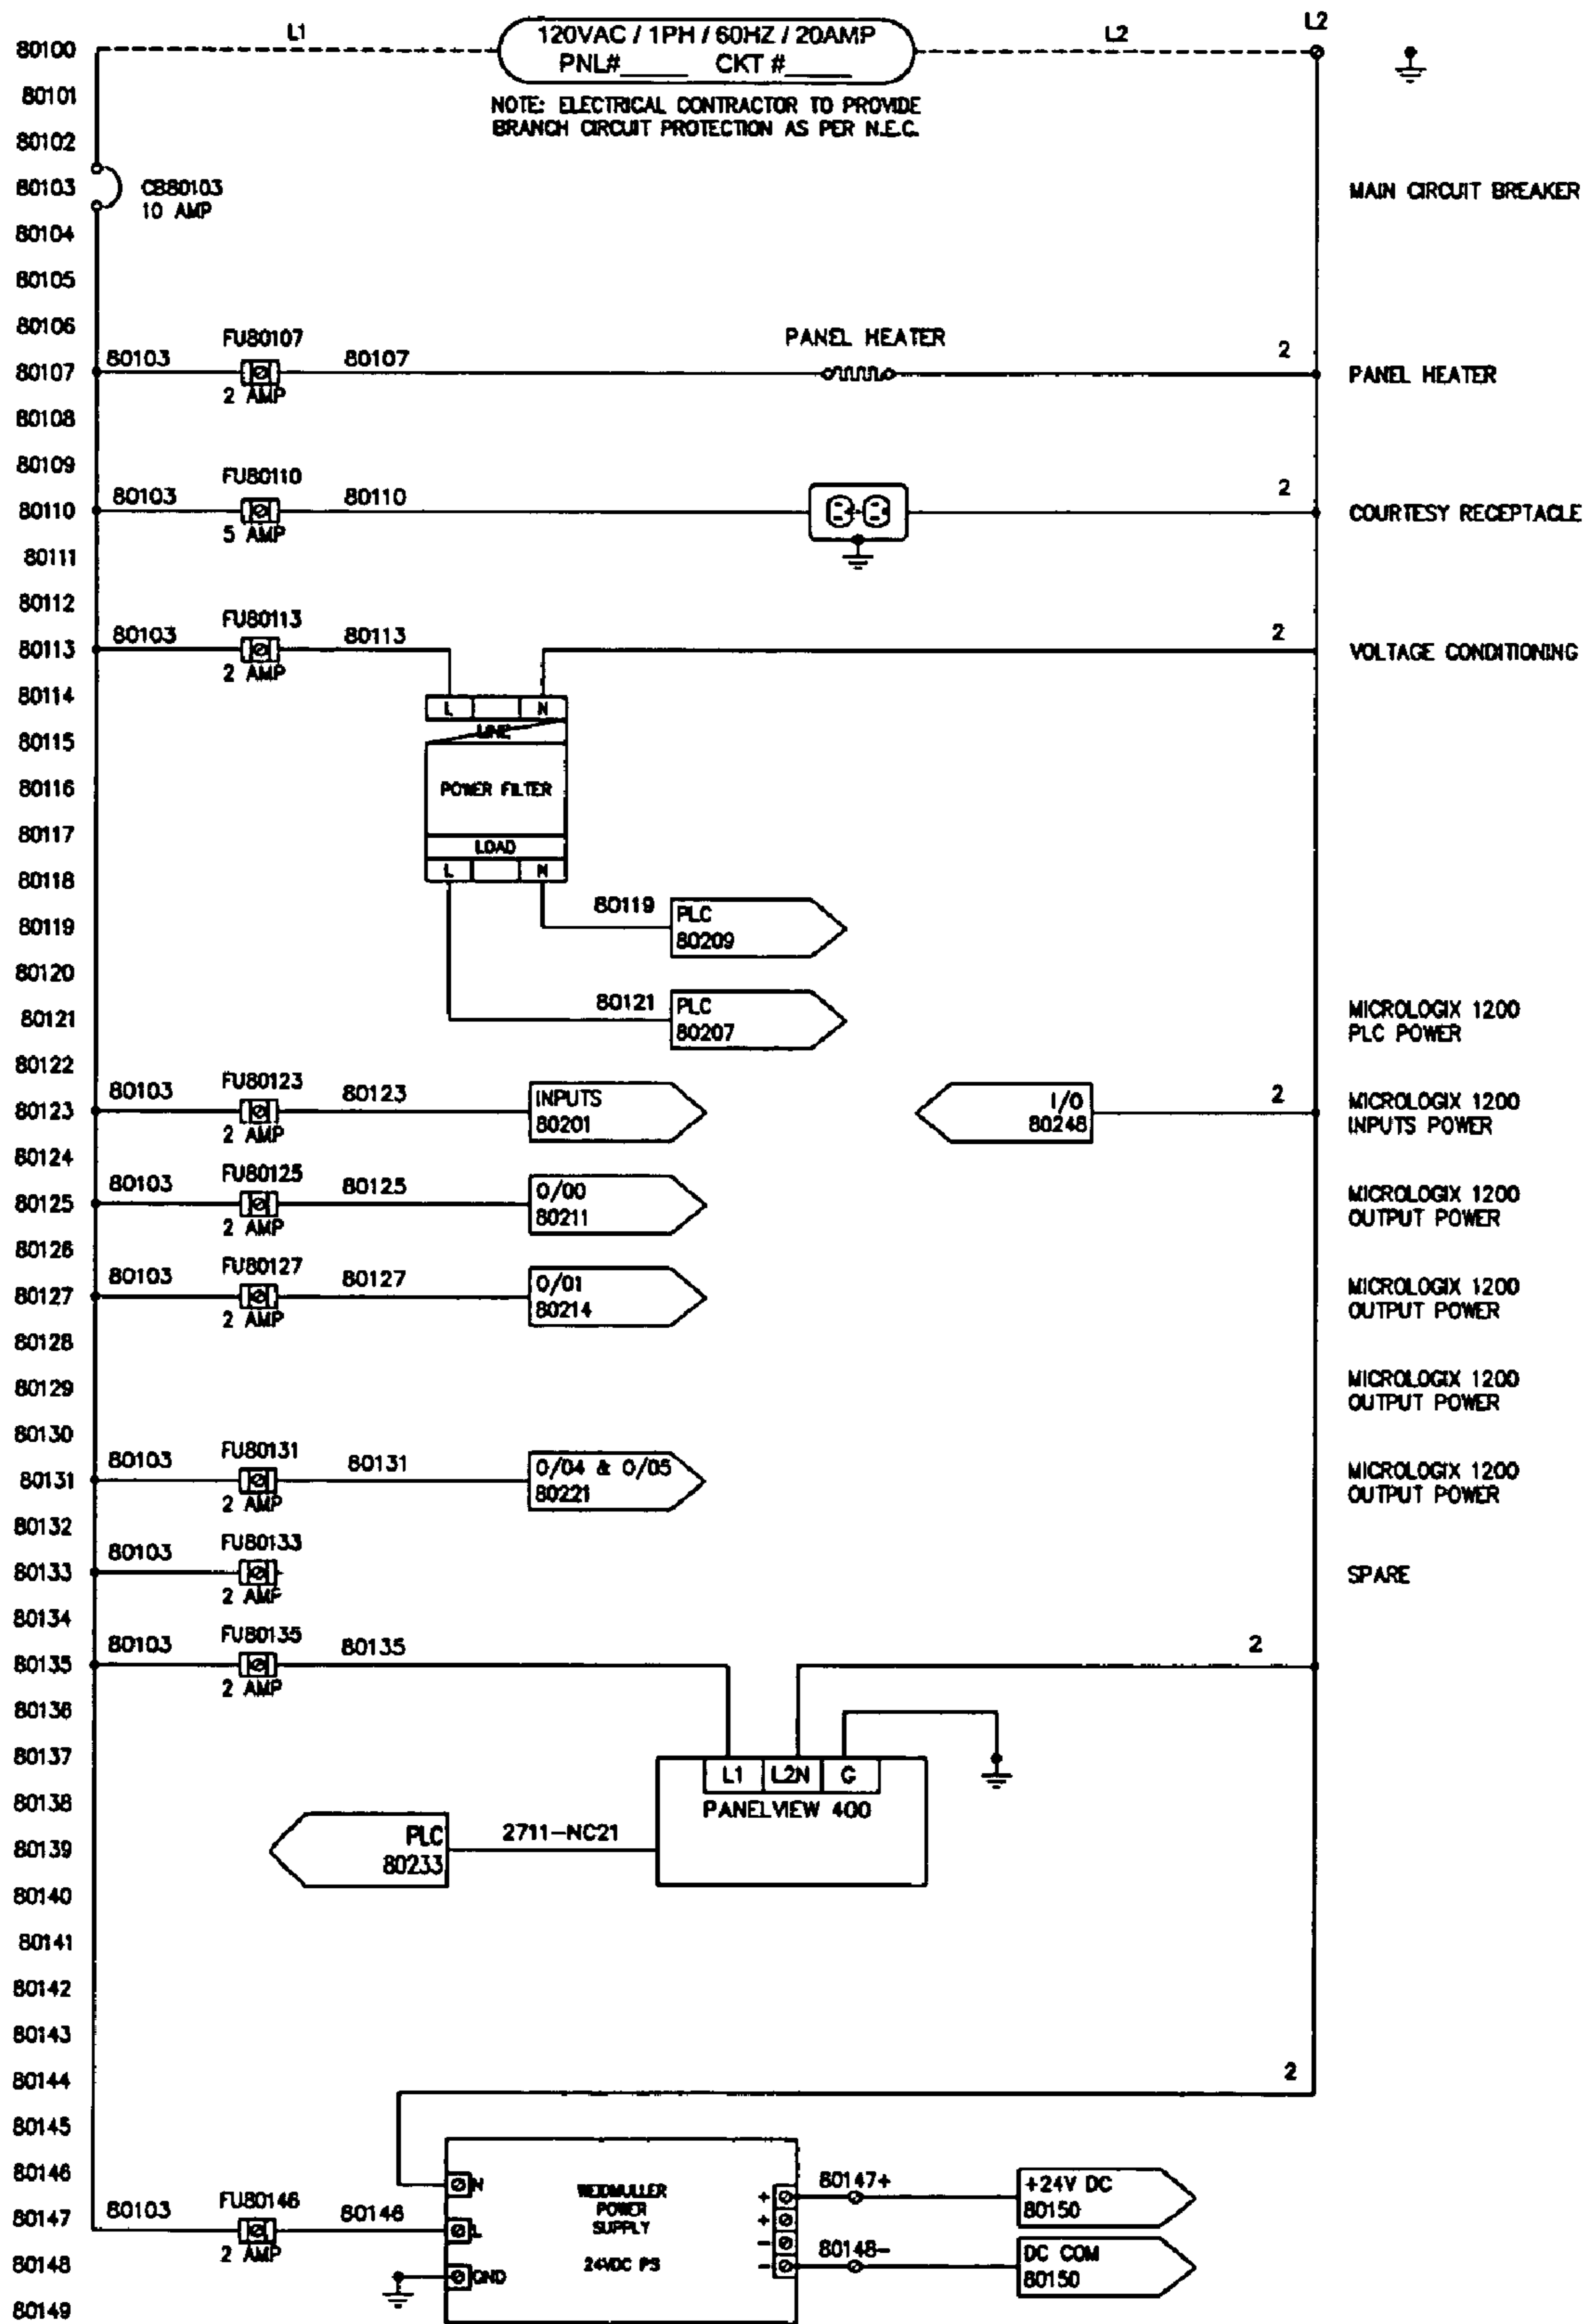 L1
120VAC / 1PH / 60HZ / 20AMP
L2
L2
80100
PNL#_____ CKT #_____
80101
NOTE: ELECTRICAL CONTRACTOR TO PROVIDE
BRANCH CIRCUIT PROTECTION AS PER N.E.C.
80102
80103
CB80103
10 AMP
MAIN CIRCUIT BREAKER
80104
80105
80106
FU80107
PANEL HEATER
80103
80107
2
80107
2 AMP
PANEL HEATER
80108
80109
FU80110
80103
80110
2
80110
5 AMP
COURTESY RECEPTACLE
80111
80112
FU80113
80103
80113
2
80113
2 AMP
VOLTAGE CONDITIONING
80114
L N
80115
LINE
80116
POWER FILTER
80117
LOAD
80118
L N
80119
80119
PLC
80209
80120
80121
80121
PLC
80207
MICROLOGIX 1200
PLC POWER
80122
FU80123
80103
80123
2
80123
2 AMP
INPUTS
80201
I/O
80248
MICROLOGIX 1200
INPUTS POWER
80124
FU80125
80103
80125
80125
2 AMP
O/00
80211
MICROLOGIX 1200
OUTPUT POWER
80126
FU80127
80103
80127
80127
2 AMP
O/01
80214
MICROLOGIX 1200
OUTPUT POWER
80128
80129
MICROLOGIX 1200
OUTPUT POWER
80130
FU80131
80103
80131
80131
2 AMP
O/04 & O/05
80221
MICROLOGIX 1200
OUTPUT POWER
80132
FU80133
80103
80133
2 AMP
SPARE
80134
FU80135
80103
80135
2
80135
2 AMP
80136
80137
L1 L2N G
80138
PANELVIEW 400
80139
PLC
80233
2711-NC21
80140
80141
80142
80143
80144
2
80145
80146
N
WEIDMULLER
POWER
SUPPLY
24VDC PS
+
80147+
+24V DC
80150
80147
80103
FU80146
2 AMP
80146
L
+
-
80148
GND
-
80148-
DC COM
80150
80149